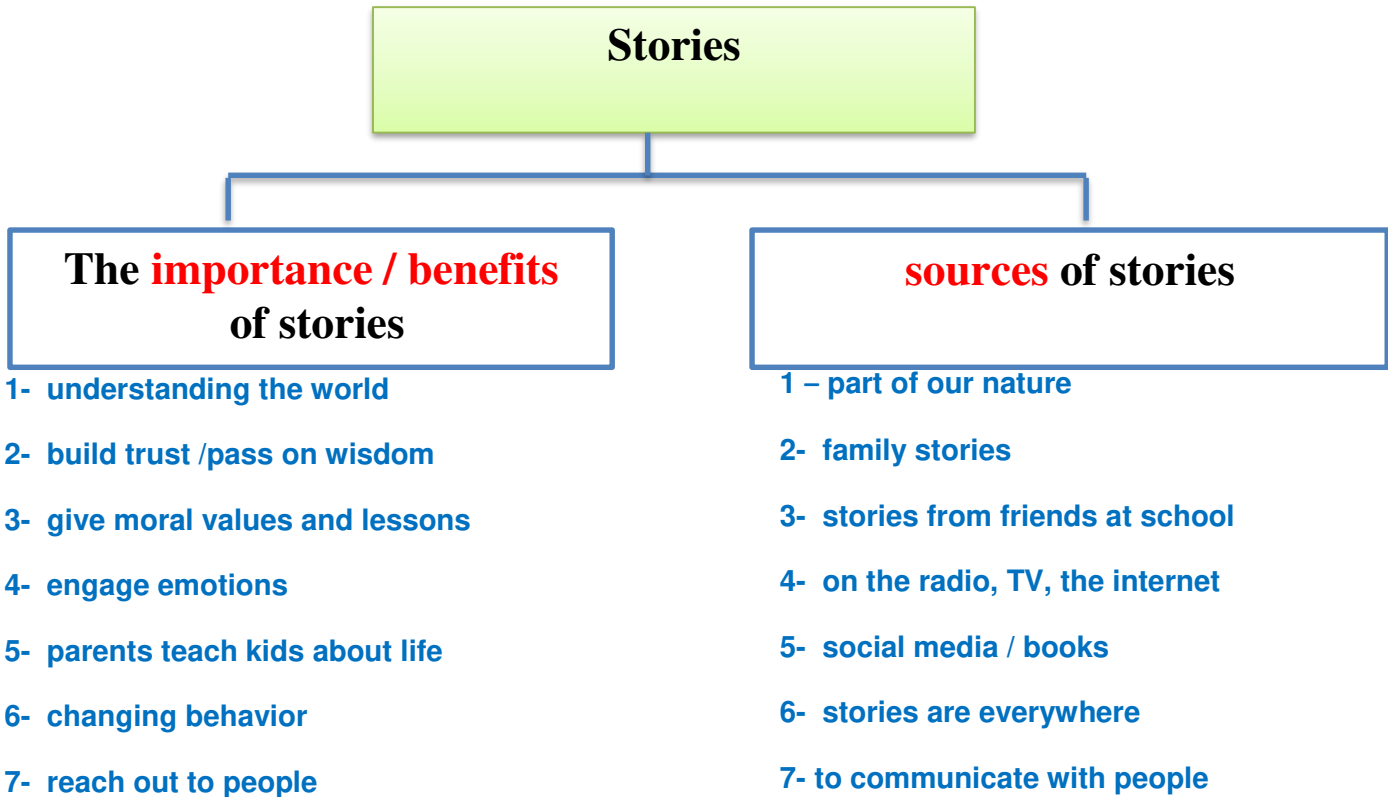 Stories
The importance / benefits
of stories
1- understanding the world
2- build trust /pass on wisdom
3- give moral values and lessons
4- engage emotions
5- parents teach kids about life
6- changing behavior
7- reach out to people
sources of stories
1 – part of our nature
2- family stories
3- stories from friends at school
4- on the radio, TV, the internet
5- social media / books
6- stories are everywhere
7- to communicate with people